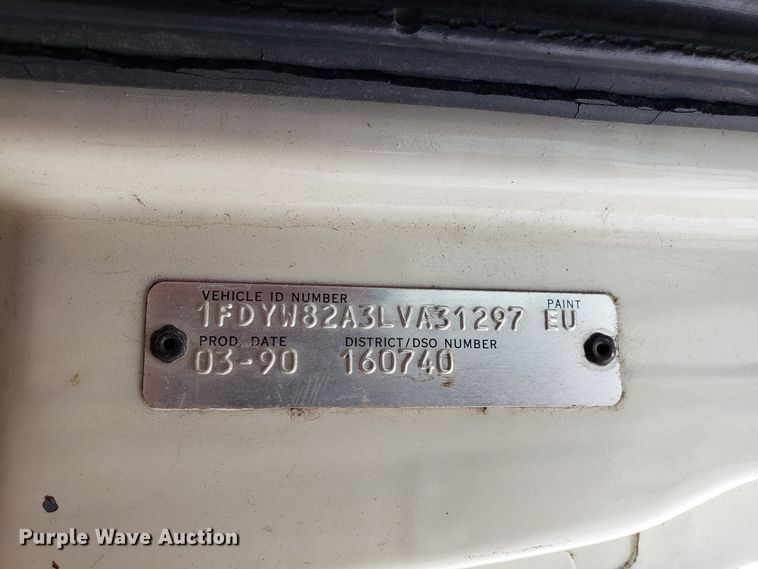 VEHICLE ID NUMBER PAINT
1FDYW82A3LVA31297 EU
PROD. DATE DISTRICT/DSO NUMBER
03-90 160740
Purple Wave Auction